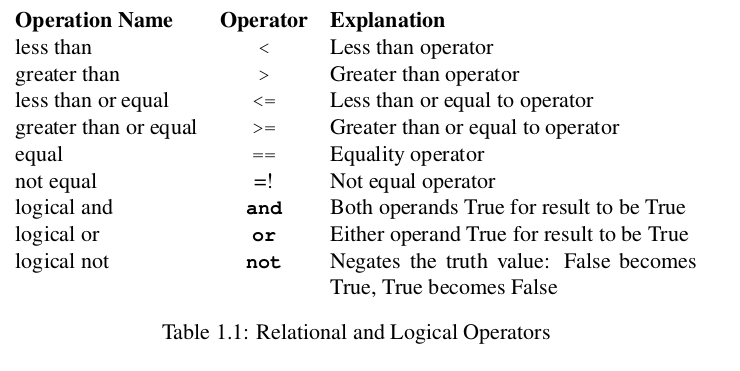 Operation Name Operator Explanation
less than < Less than operator
greater than > Greater than operator
less than or equal <= Less than or equal to operator
greater than or equal >= Greater than or equal to operator
equal == Equality operator
not equal =! Not equal operator
logical and and Both operands True for result to be True
logical or or Either operand True for result to be True
logical not not Negates the truth value: False becomes
True, True becomes False
Table 1.1: Relational and Logical Operators